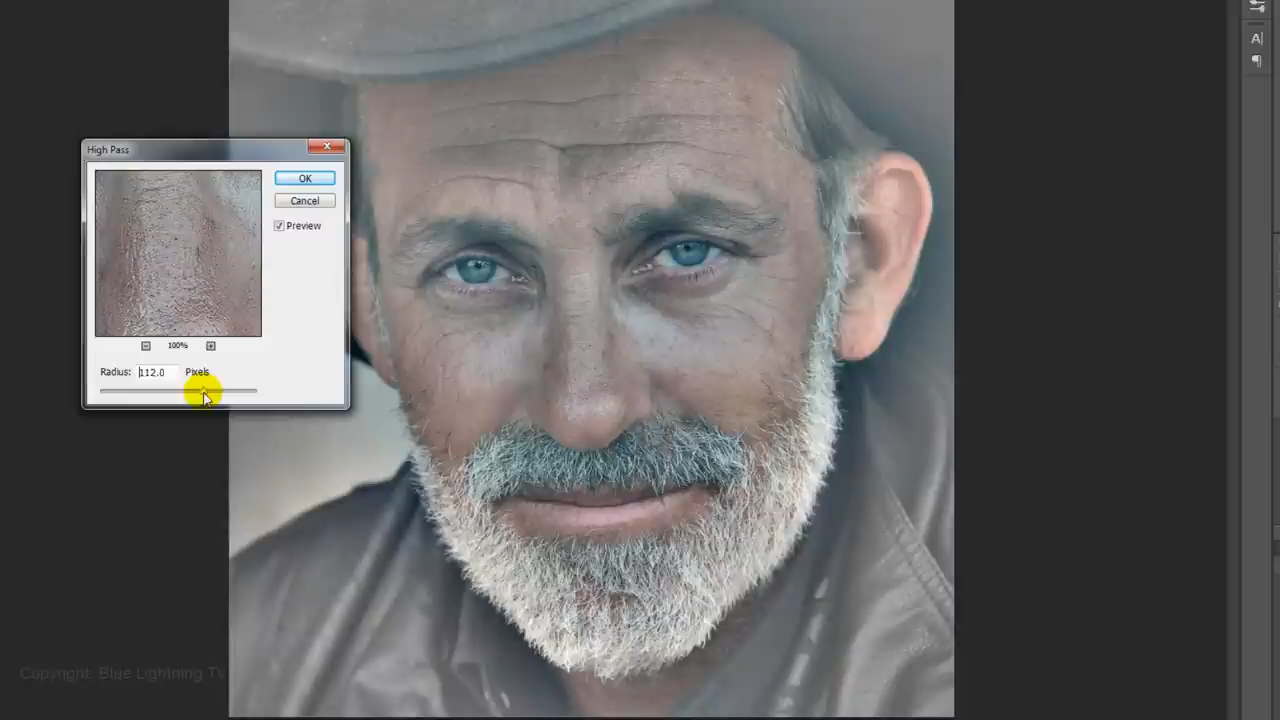 A|
¶
High Pass
OK
Cancel
Preview
100%
Radius: 112.0 Pixels
Copyright: Blue Lightning TV